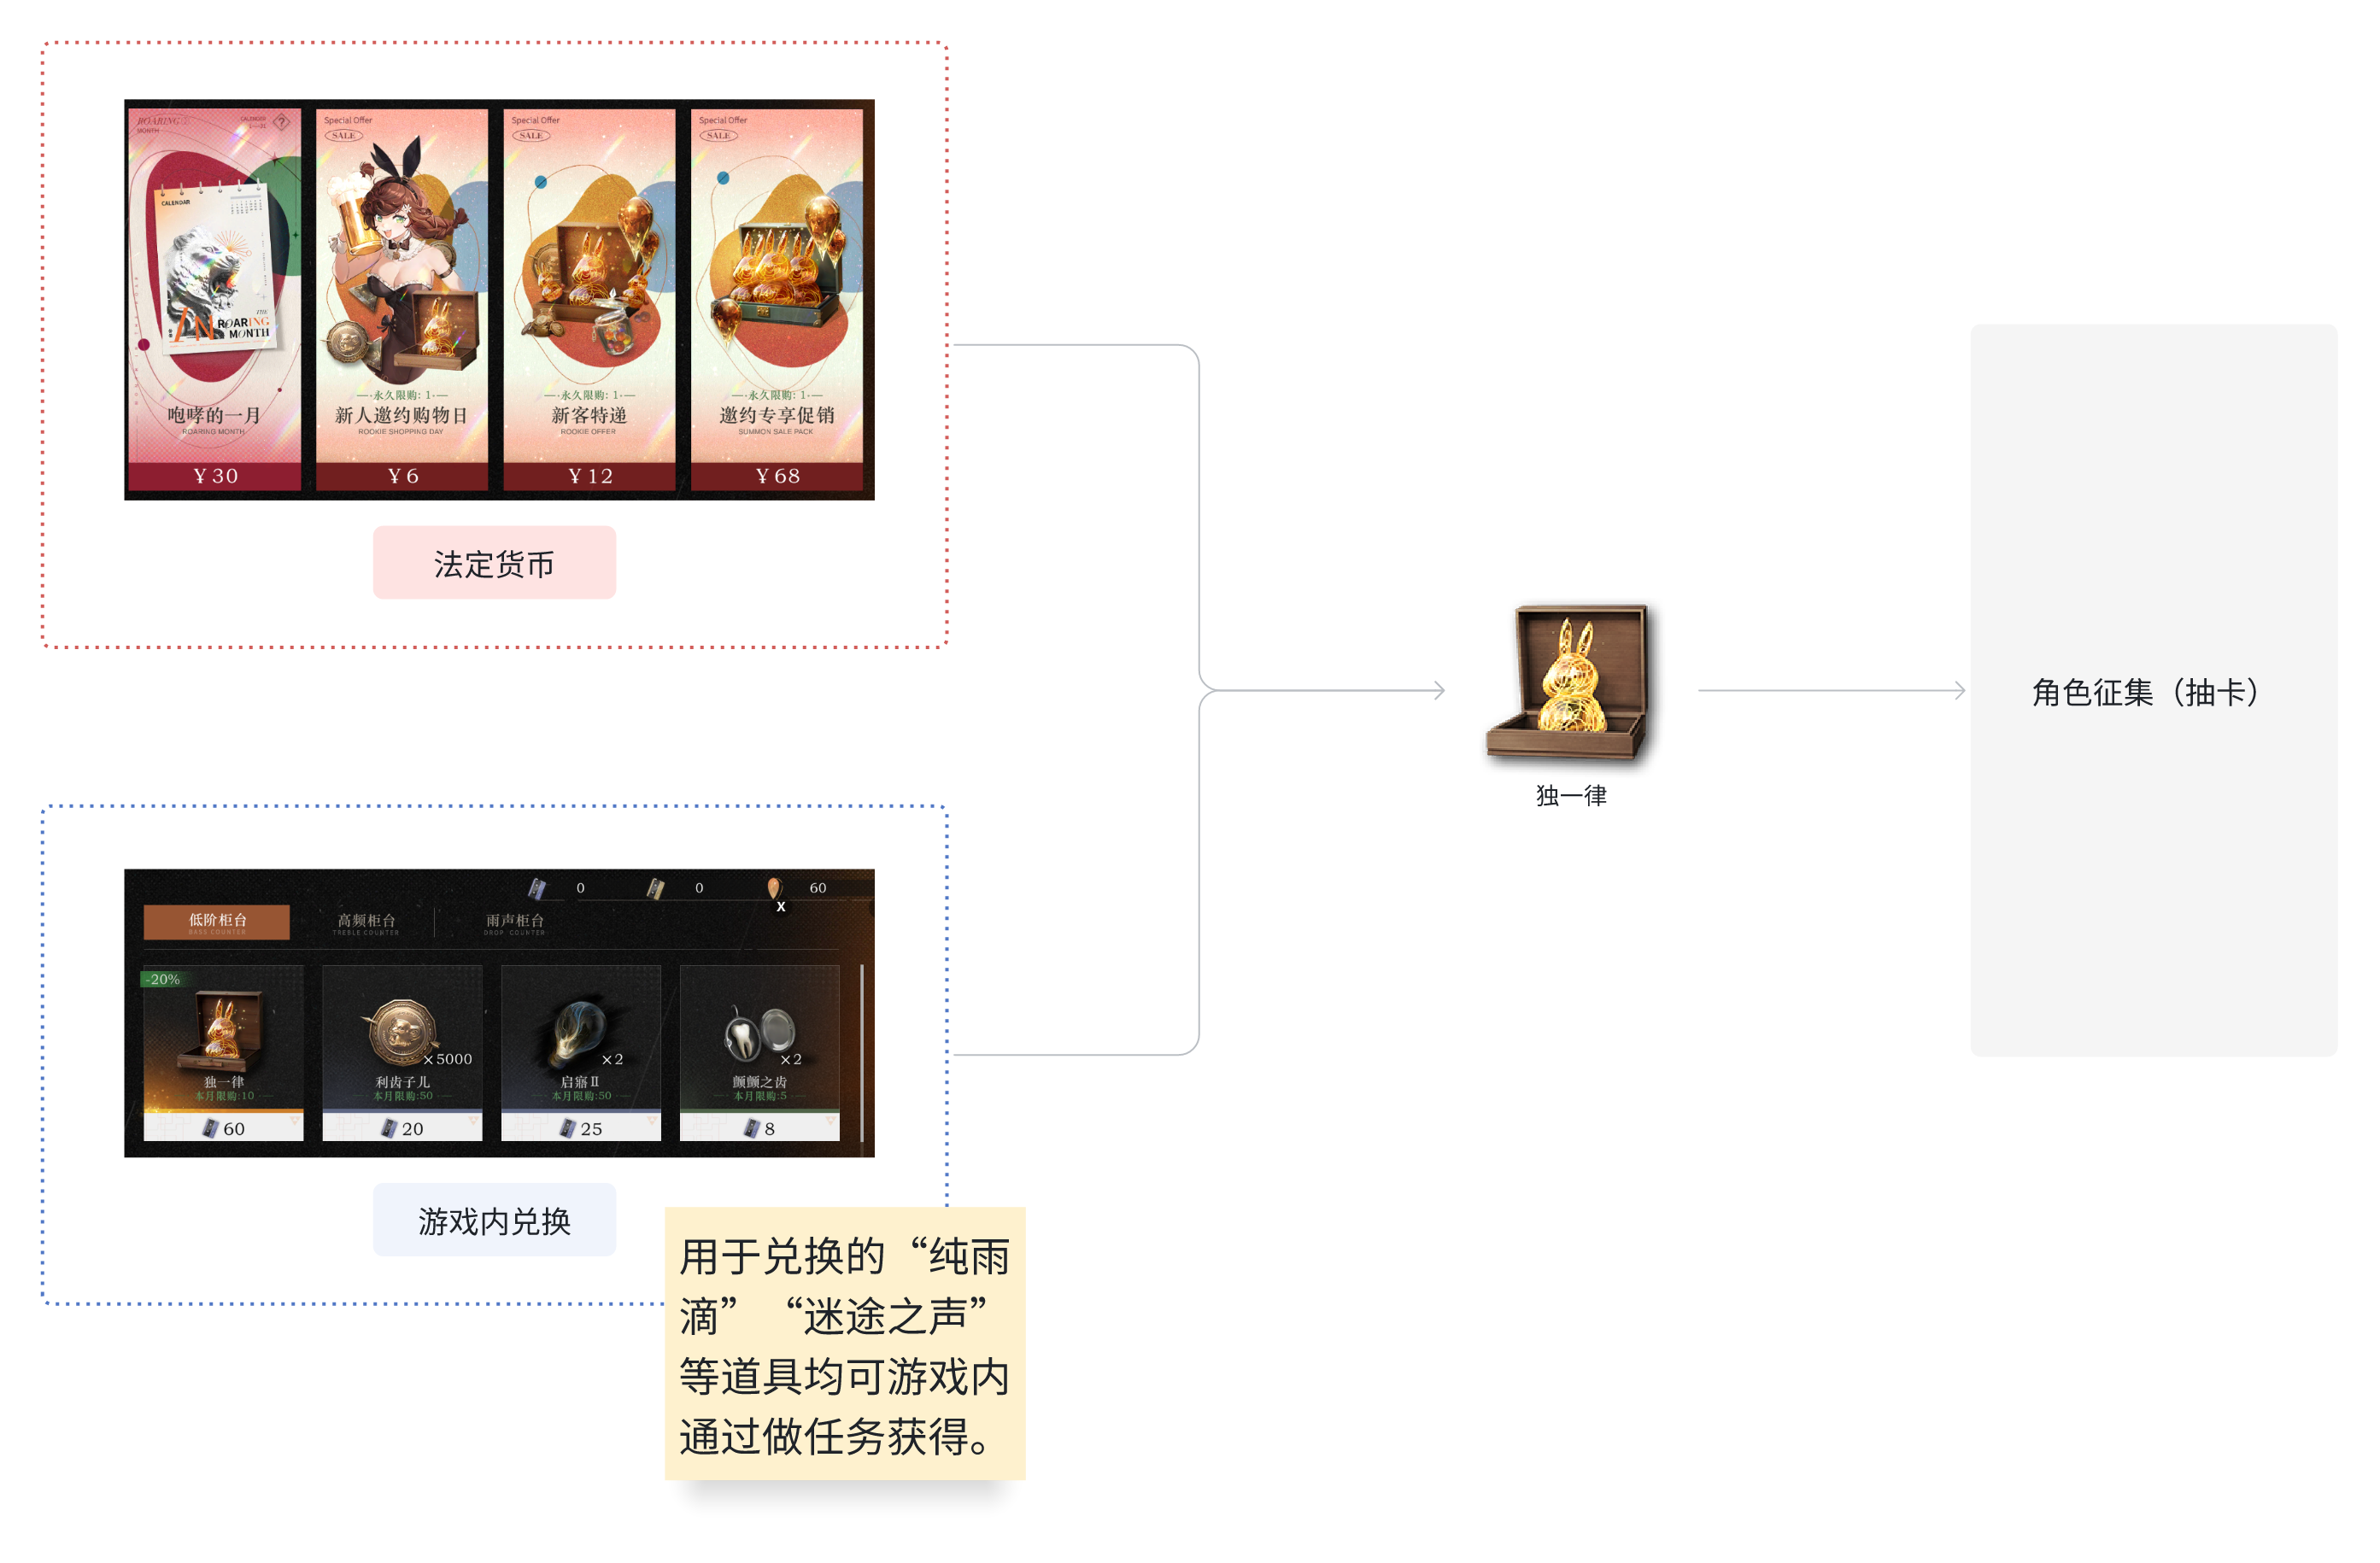 ROARING
MONTH
CALENDER
CALENDAR
THE
ROARING
MONTH
咆哮的一月
ROARING MONTH
¥ 30
Special Offer
SALE
永久限购: 1
新人邀约购物日
ROOKIE SHOPPING DAY
¥ 6
Special Offer
SALE
永久限购: 1
新客特递
ROOKIE OFFER
¥ 12
Special Offer
SALE
永久限购: 1
邀约专享促销
SUMMON SALE PACK
¥ 68
法定货币
独一律
角色征集（抽卡）
0
0
60
X
低阶柜台
BASS COUNTER
高频柜台
TREBLE COUNTER
雨声柜台
DROP COUNTER
-20%
独一律
本月限购:10
60
×5000
利齿子儿
本月限购:50
20
×2
启寤 II
本月限购:50
25
×2
颤颤之齿
本月限购:5
8
游戏内兑换
用于兑换的“纯雨
滴”“迷途之声”
等道具均可游戏内
通过做任务获得。